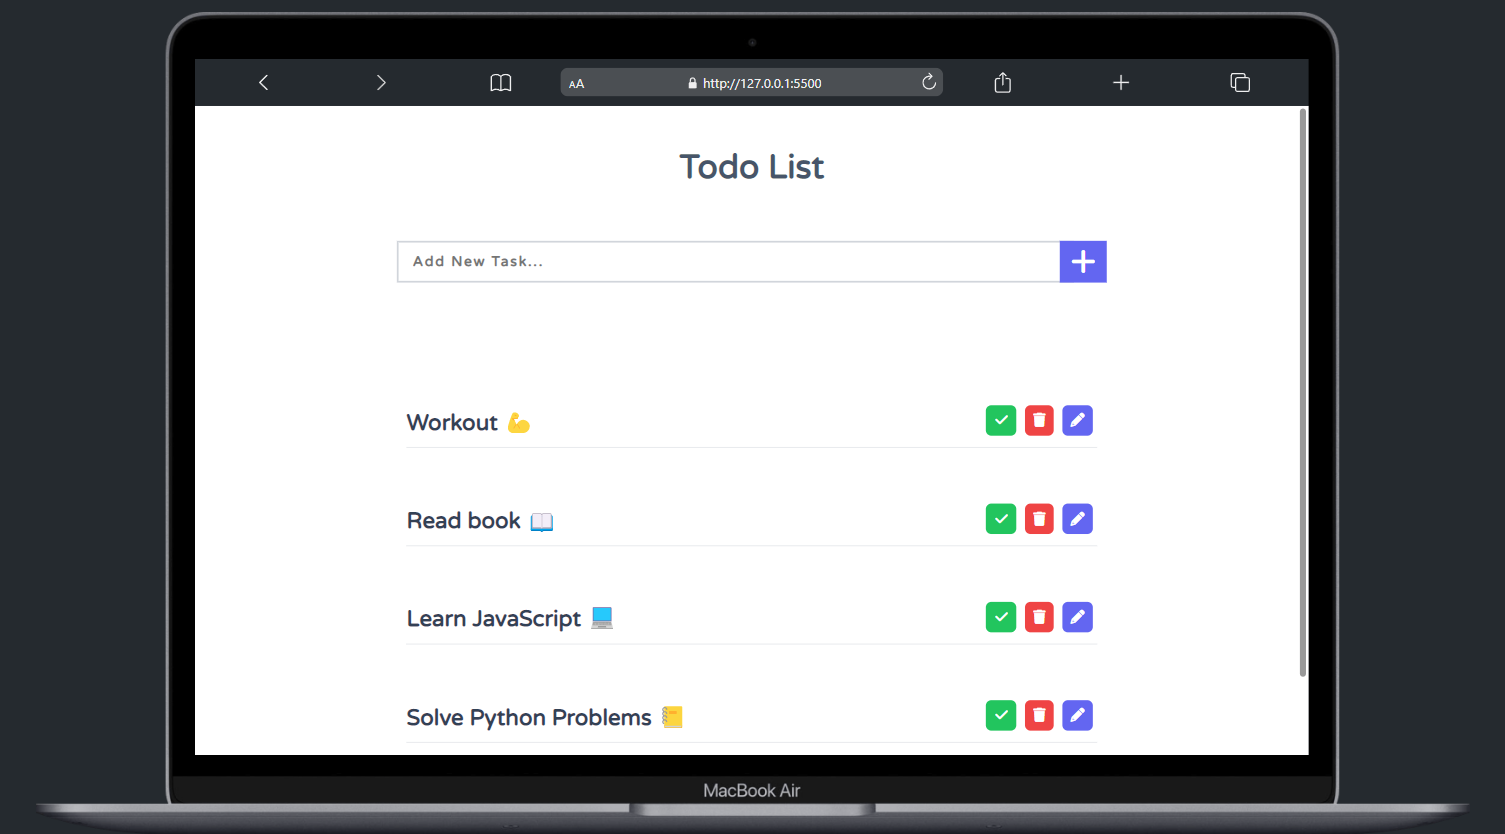 AA
http://127.0.0.1:5500
Todo List
Add New Task...
Workout 💪
Read book 📖
Learn JavaScript 💻
Solve Python Problems 📒
MacBook Air